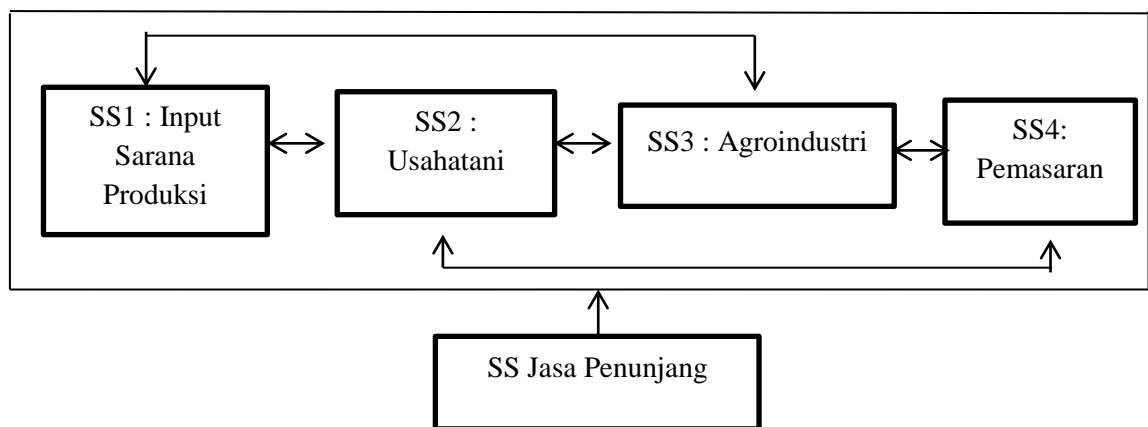 SS1 : Input
Sarana
Produksi
SS2 :
Usahatani
SS3 : Agroindustri
SS4:
Pemasaran
SS Jasa Penunjang